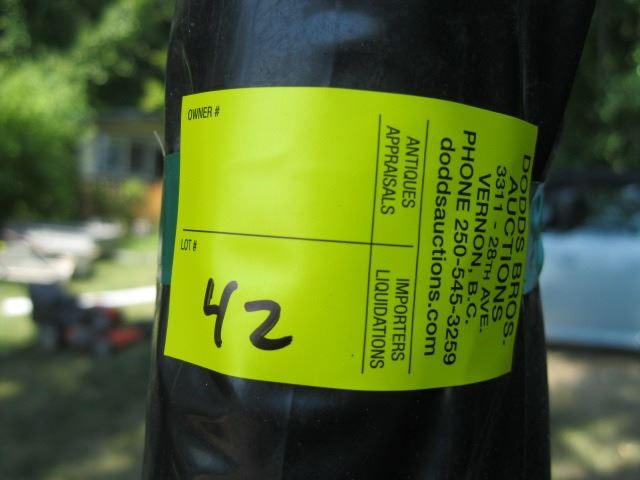 DODDS BROS.
AUCTIONS
3311 - 28TH AVE.
VERNON, B.C.
PHONE 250-545-3259
doddsauctions.com
ANTIQUES
APPRAISALS
IMPORTERS
LIQUIDATIONS
OWNER #
LOT #
42